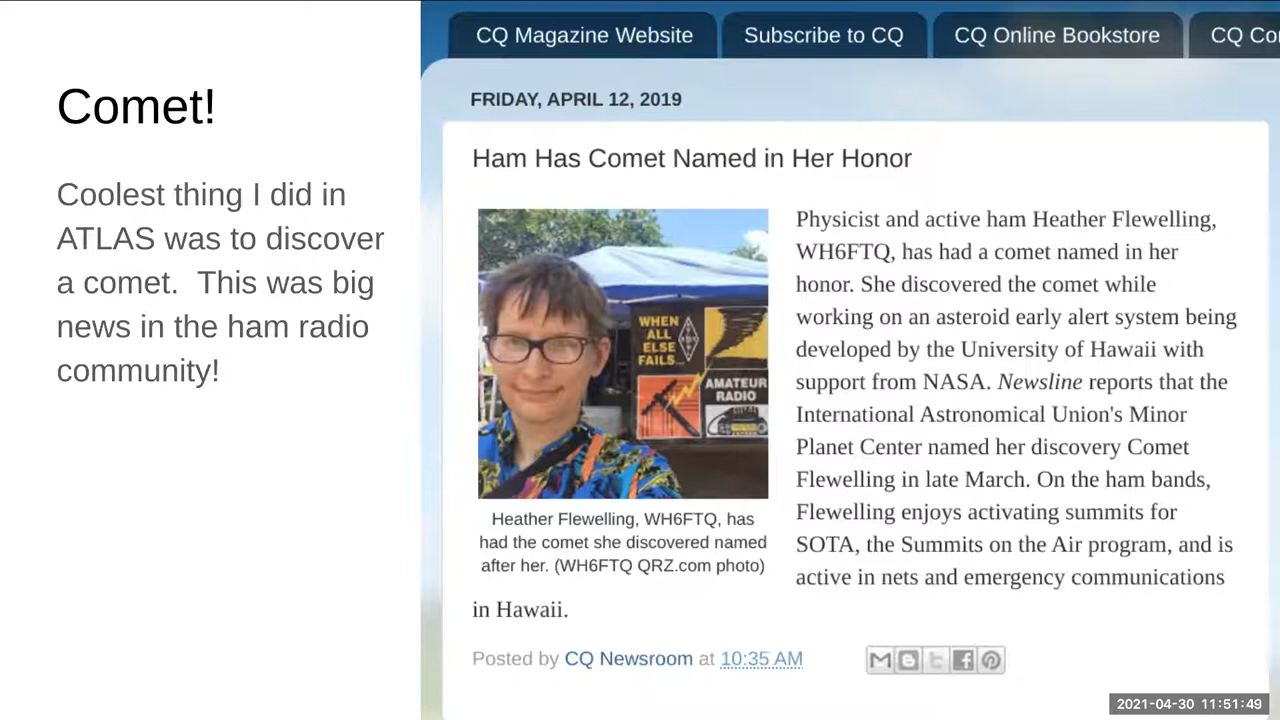 Comet!
Coolest thing I did in
ATLAS was to discover
a comet.  This was big
news in the ham radio
community!
CQ Magazine Website
Subscribe to CQ
CQ Online Bookstore
CQ
FRIDAY, APRIL 12, 2019
Ham Has Comet Named in Her Honor
WHEN
ALL
ELSE
FAILS...
AMATEUR
RADIO
Heather Flewelling, WH6FTQ, has
had the comet she discovered named
after her. (WH6FTQ QRZ.com photo)
Physicist and active ham Heather Flewelling,
WH6FTQ, has had a comet named in her
honor. She discovered the comet while
working on an asteroid early alert system being
developed by the University of Hawaii with
support from NASA. Newsline reports that the
International Astronomical Union's Minor
Planet Center named her discovery Comet
Flewelling in late March. On the ham bands,
Flewelling enjoys activating summits for
SOTA, the Summits on the Air program, and is
active in nets and emergency communications
in Hawaii.
Posted by CQ Newsroom at 10:35 AM
2021-04-30 11:51:49